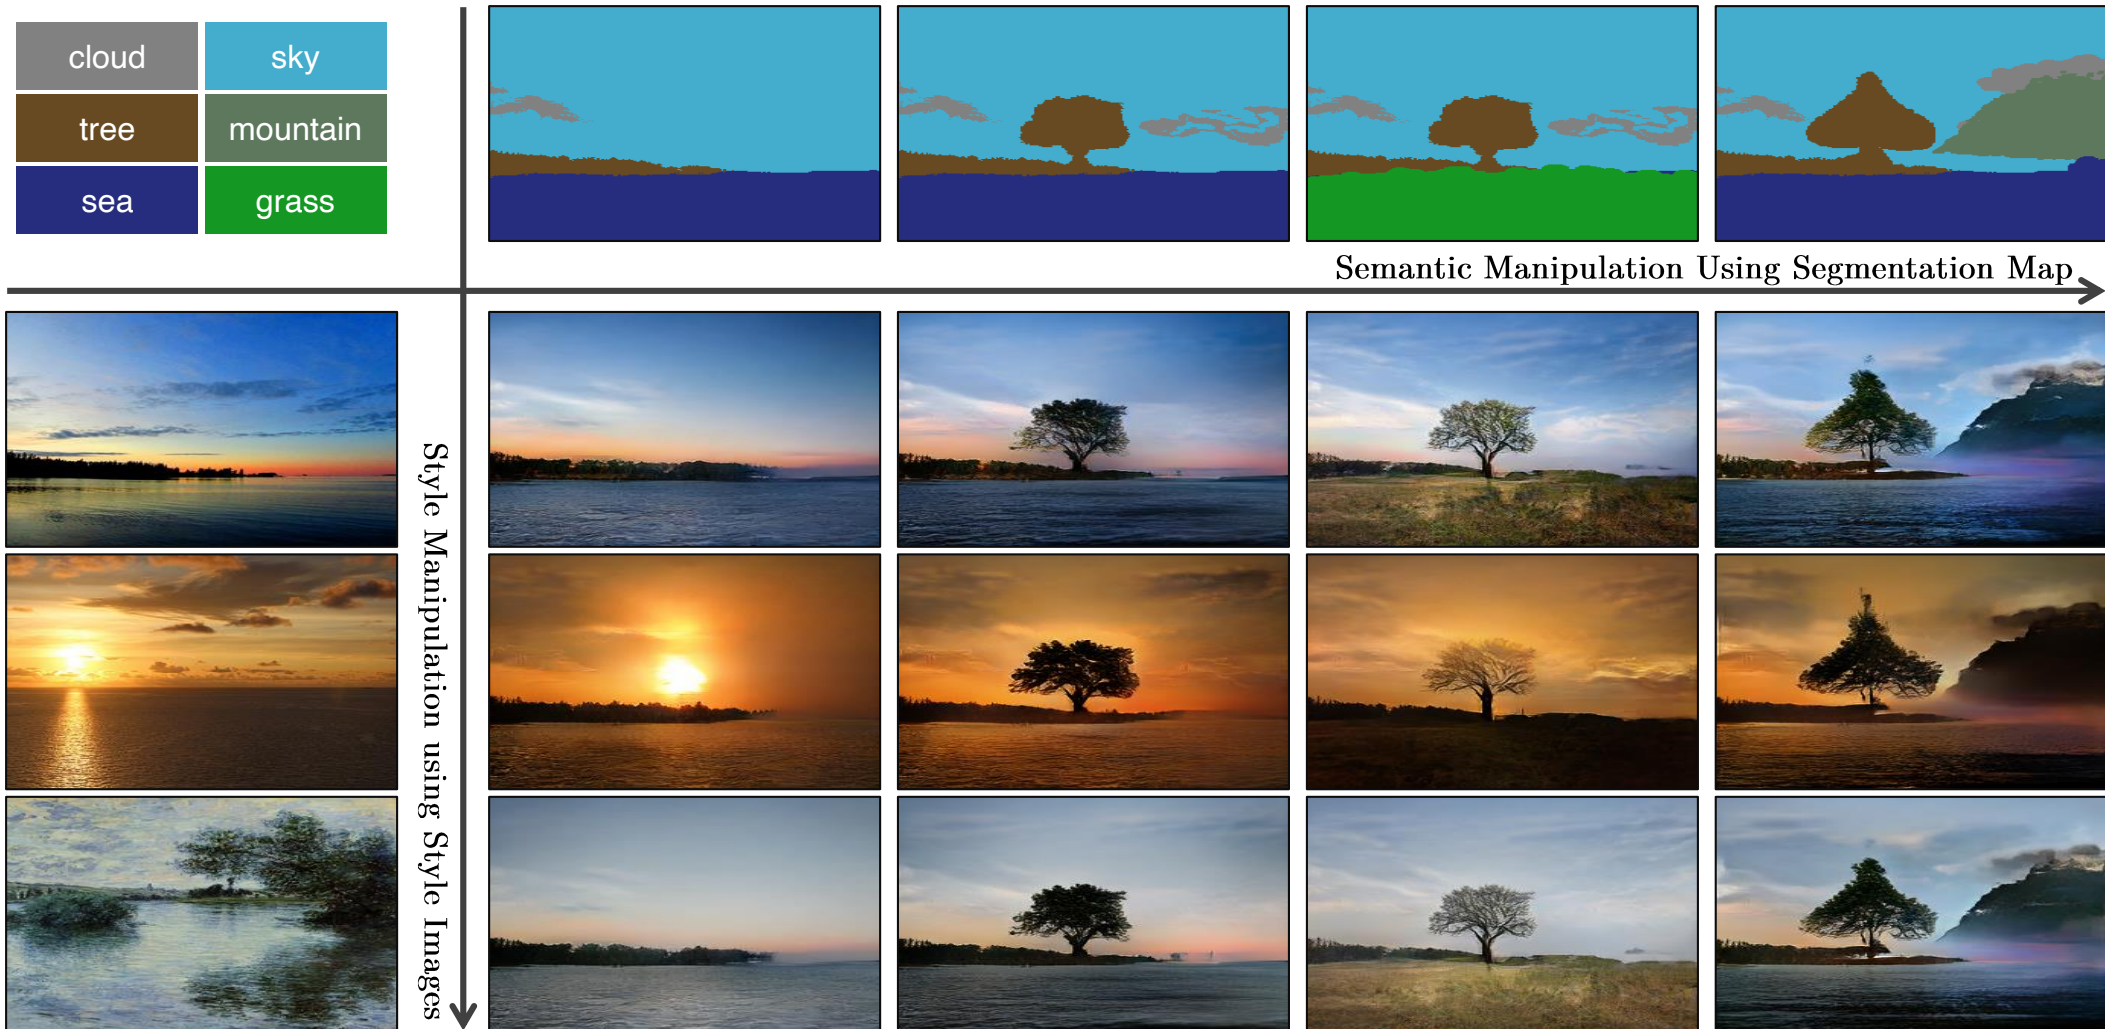 cloud
sky
tree
mountain
sea
grass
Semantic Manipulation Using Segmentation Map
Style Manipulation using Style Images